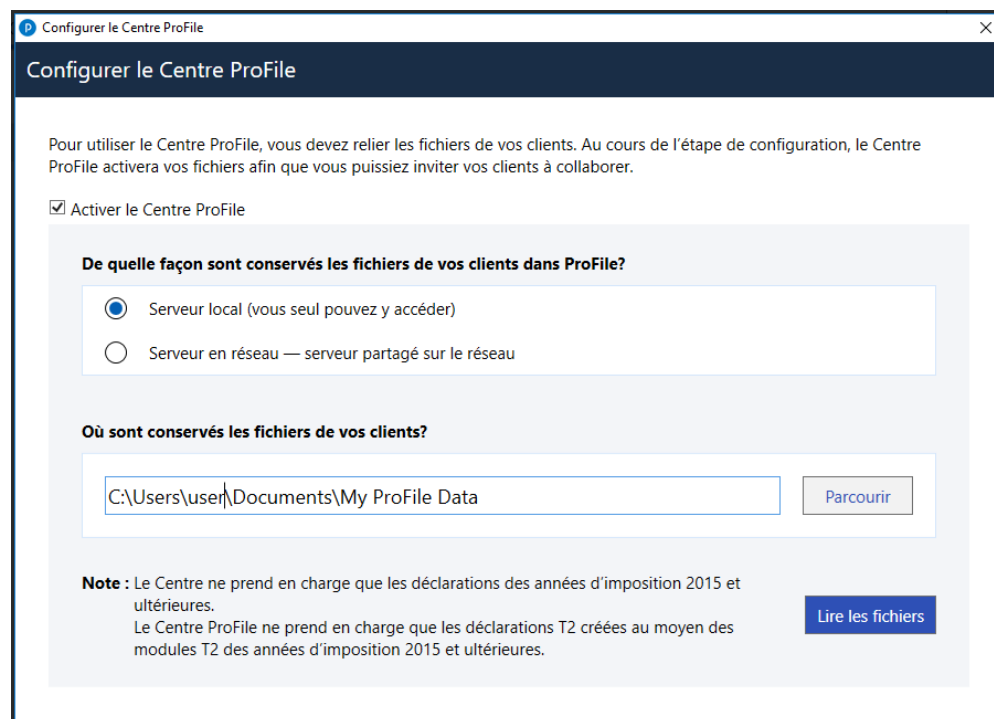 Configurer le Centre ProFile
Configurer le Centre ProFile
Pour utiliser le Centre ProFile, vous devez relier les fichiers de vos clients. Au cours de l’étape de configuration, le Centre
ProFile activera vos fichiers afin que vous puissiez inviter vos clients à collaborer.
Activer le Centre ProFile
De quelle façon sont conservés les fichiers de vos clients dans ProFile?
Serveur local (vous seul pouvez y accéder)
Serveur en réseau — serveur partagé sur le réseau
Où sont conservés les fichiers de vos clients?
C:\Users\user\Documents\My ProFile Data
Parcourir
Note : Le Centre ne prend en charge que les déclarations des années d’imposition 2015 et
ultérieures.
Le Centre ProFile ne prend en charge que les déclarations T2 créées au moyen des
modules T2 des années d’imposition 2015 et ultérieures.
Lire les fichiers